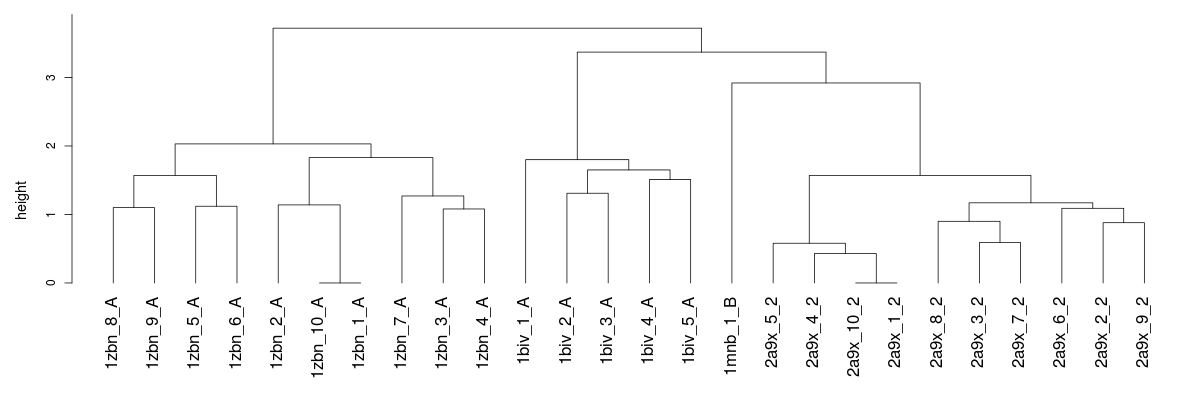 height
3
2
1
0
1zbn_8_A
1zbn_9_A
1zbn_5_A
1zbn_6_A
1zbn_2_A
1zbn_10_A
1zbn_1_A
1zbn_7_A
1zbn_3_A
1zbn_4_A
1biv_1_A
1biv_2_A
1biv_3_A
1biv_4_A
1biv_5_A
1mnb_1_B
2a9x_5_2
2a9x_4_2
2a9x_10_2
2a9x_1_2
2a9x_8_2
2a9x_3_2
2a9x_7_2
2a9x_6_2
2a9x_2_2
2a9x_9_2